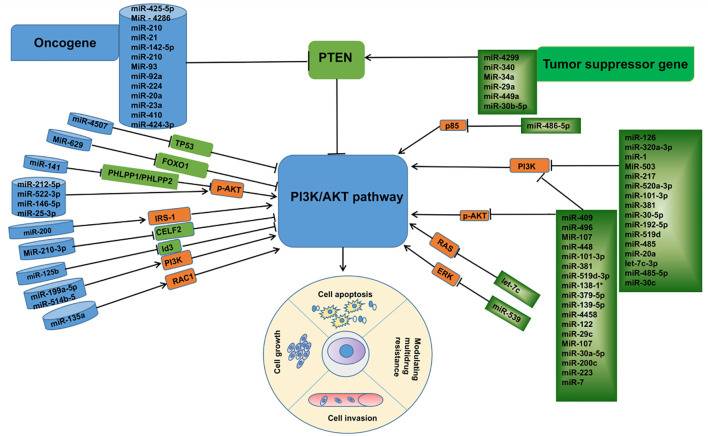 Oncogene
miR-425-5p
MiR - 4286
miR-210
miR-21
miR-142-5p
miR-210
MiR-93
miR-92a
miR-224
miR-20a
miR-23a
miR-410
miR-424-3p
PTEN
miR-4299
miR-340
MiR-34a
miR-29a
miR-449a
miR-30b-5p
Tumor suppressor gene
miR-4507
TP53
MiR-629
FOXO1
miR-141
PHLPP1/PHLPP2
miR-212-5p
miR-522-3p
miR-146-5p
miR-25-3p
p-AKT
miR-200
IRS-1
MiR-210-3p
CELF2
miR-125b
Id3
miR-199a-5p
miR-514b-5
PI3K
miR-135a
RAC1
PI3K/AKT pathway
p85
miR-486-5p
PI3K
miR-126
miR-320a-3p
miR-1
MiR-503
miR-217
miR-520a-3p
miR-101-3p
miR-381
miR-30-5p
miR-192-5p
miR-519d
miR-485
miR-20a
let-7c-3p
miR-485-5p
miR-30c
p-AKT
miR-409
miR-496
MiR-107
miR-448
miR-101-3p
miR-381
miR-519d-3p
miR-138-1*
miR-379-5p
miR-139-5p
miR-4458
miR-122
miR-29c
MiR-107
miR-30a-5p
miR-200c
miR-223
miR-7
RAS
let-7c
ERK
miR-539
Cell apoptosis
Cell growth
Modulating
multidrug
resistance
Cell invasion